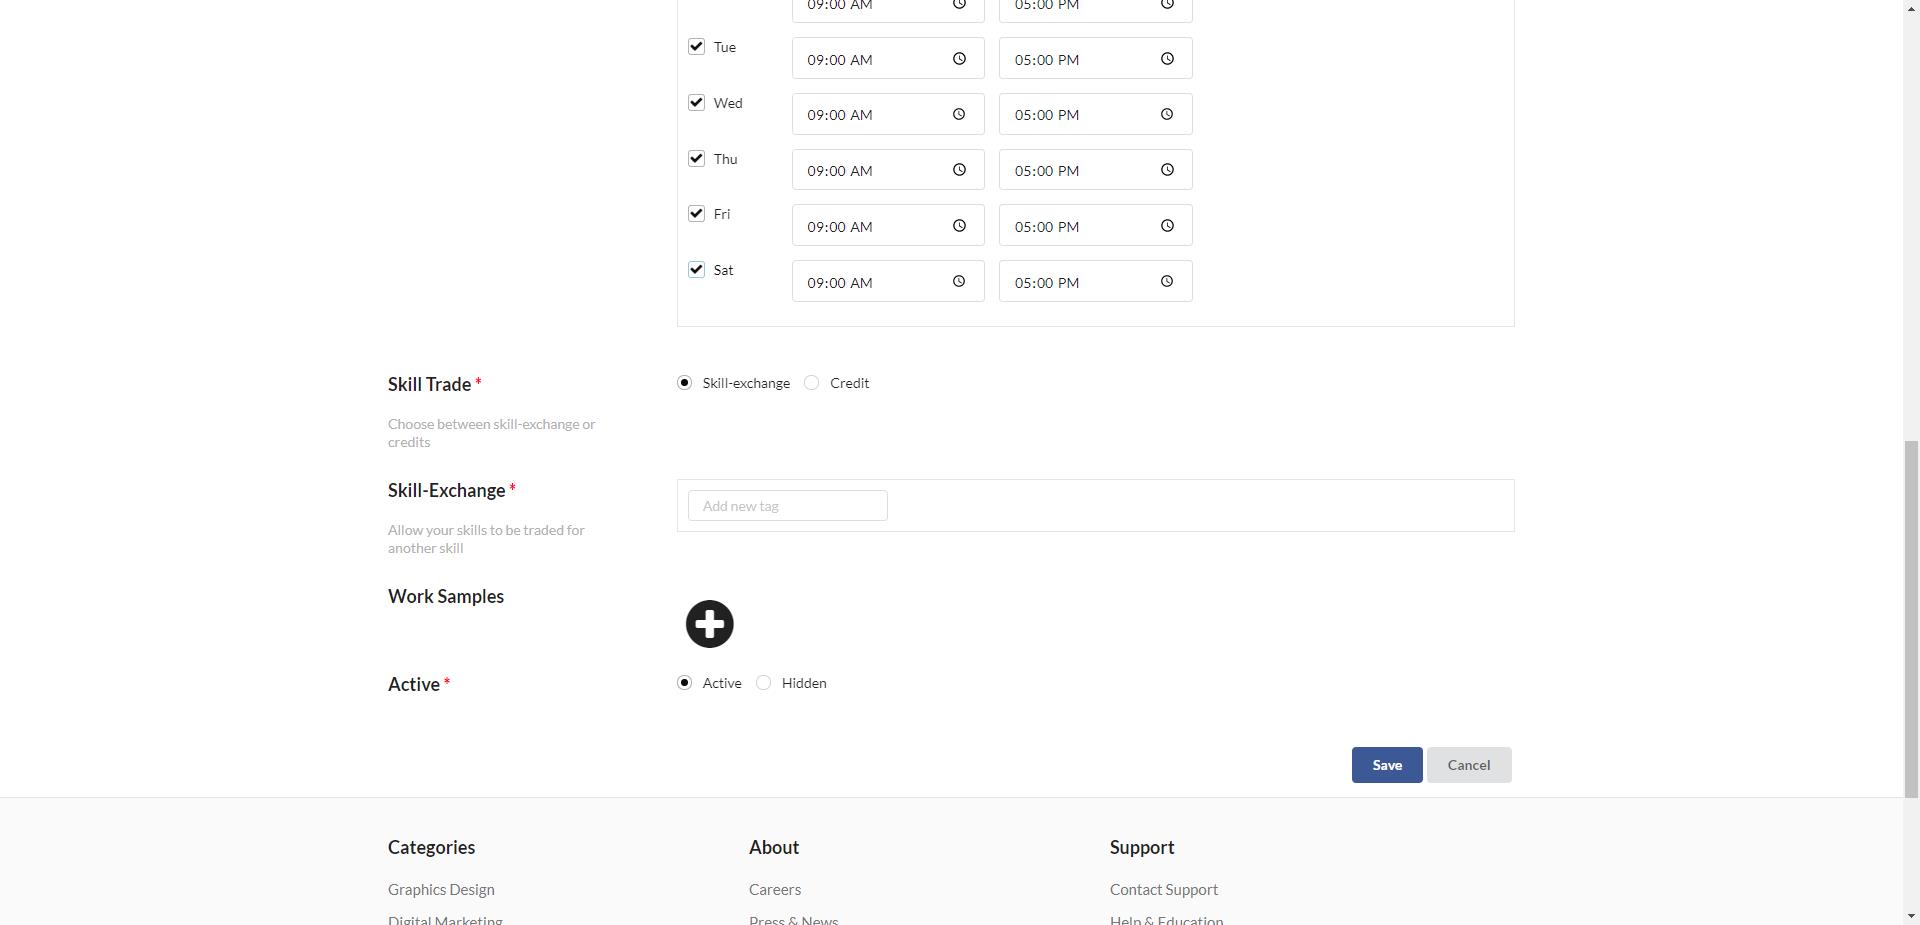 09:00 AM 05:00 PM
Tue 09:00 AM 05:00 PM
Wed 09:00 AM 05:00 PM
Thu 09:00 AM 05:00 PM
Fri 09:00 AM 05:00 PM
Sat 09:00 AM 05:00 PM
Skill Trade * Skill-exchange Credit
Choose between skill-exchange or
credits
Skill-Exchange *
Add new tag
Allow your skills to be traded for
another skill
Work Samples
Active * Active Hidden
Save Cancel
Categories About Support
Graphics Design Careers Contact Support
Digital Marketing Press & News Help & Education